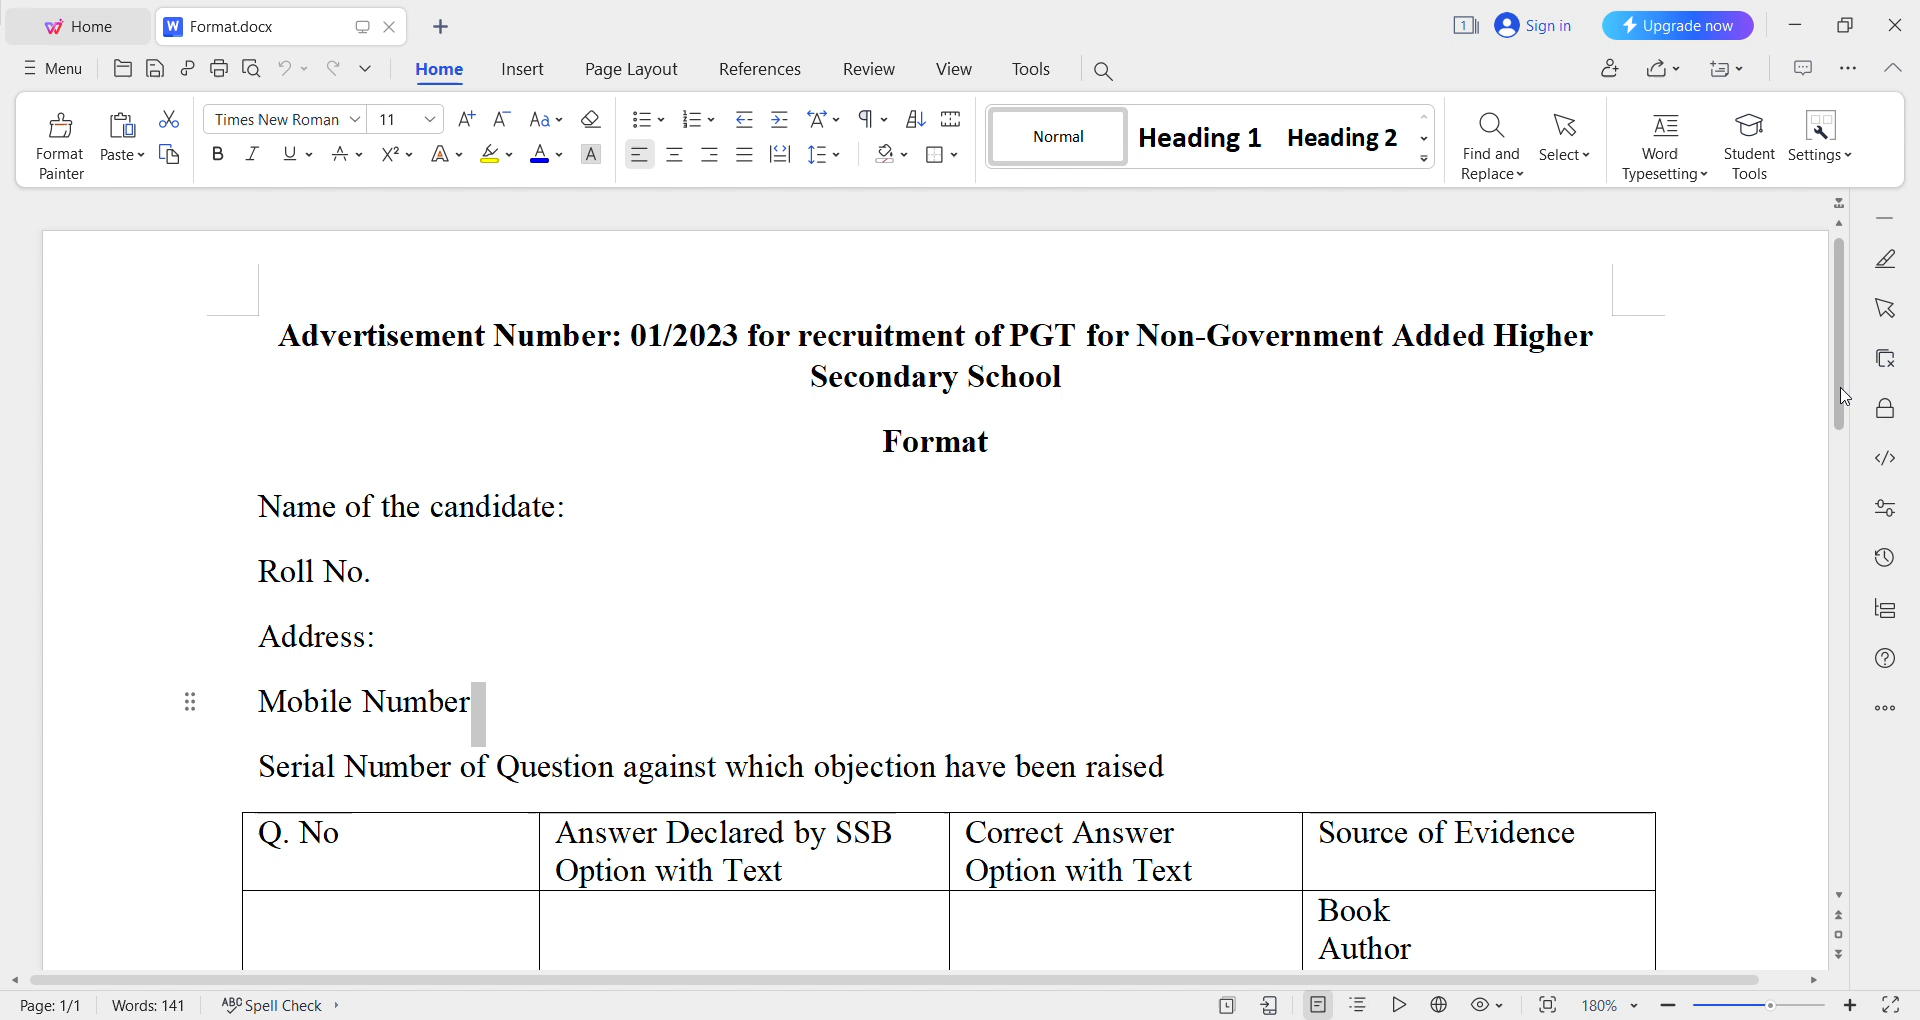 Home
Format.docx
1
Sign in
Upgrade now
Menu
Home
Insert
Page Layout
References
Review
View
Tools
Format
Painter
Paste
Times New Roman
11
Normal
Heading 1
Heading 2
Find and
Replace
Select
Word
Typesetting
Student
Tools
Settings
Advertisement Number: 01/2023 for recruitment of PGT for Non-Government Added Higher
Secondary School
Format
Name of the candidate:
Roll No.
Address:
Mobile Number
Serial Number of Question against which objection have been raised
Q. No
Answer Declared by SSB
Option with Text
Correct Answer
Option with Text
Source of Evidence
Book
Author
Page: 1/1
Words: 141
Spell Check
180%